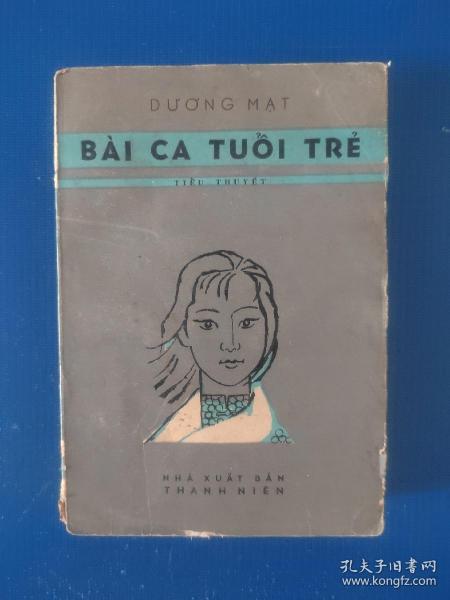 DƯƠNG MẠT
BÀI CA TUỔI TRẺ
TIỂU THUYẾT
NHÀ XUẤT BẢN
THANH NIÊN
孔夫子旧书网
www.kongfz.com